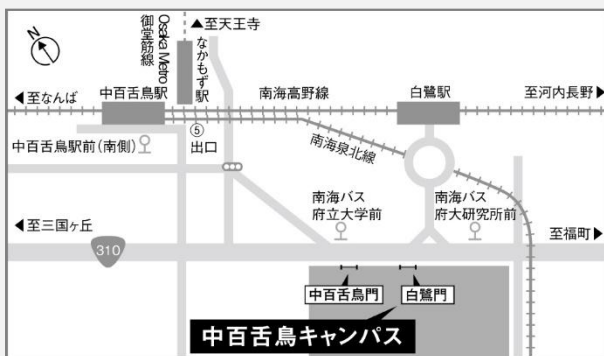 N
Osaka Metro
御堂筋線
▲至天王寺
なかもず駅
◀至なんば
中百舌鳥駅
南海高野線
白鷺駅
至河内長野▶
⑤
出口
中百舌鳥駅前(南側)
南海泉北線
南海バス
府立大学前
南海バス
府大研究所前
◀至三国ヶ丘
至福町▶
310
中百舌鳥門
白鷺門
中百舌鳥キャンパス